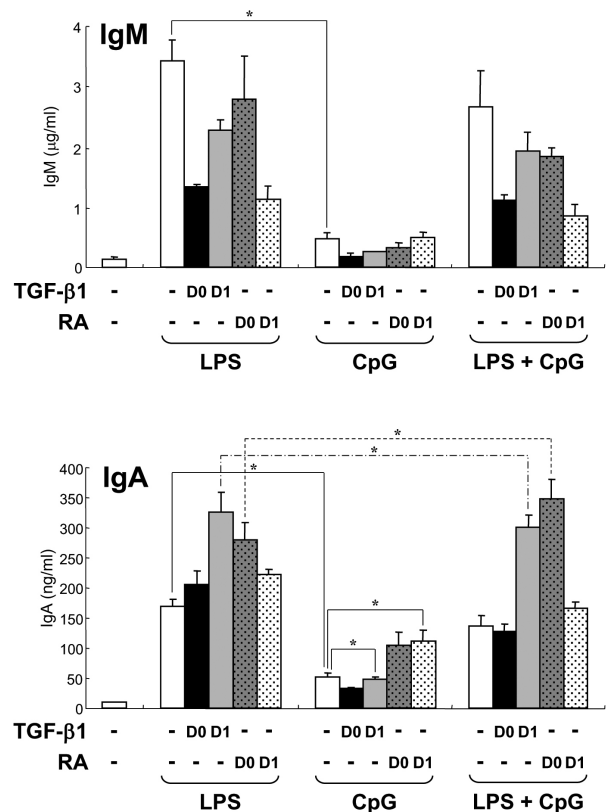 IgM
*
4
3
2
1
0
IgM (μg/ml)
TGF-β1 - - D0 D1 - - - D0 D1 - - - D0 D1 - -
RA - - - - D0 D1 - - - D0 D1 - - - D0 D1
LPS CpG LPS + CpG
IgA
*
*
*
*
*
400
350
300
250
200
150
100
50
0
IgA (ng/ml)
TGF-β1 - - D0 D1 - - - D0 D1 - - - D0 D1 - -
RA - - - - D0 D1 - - - D0 D1 - - - D0 D1
LPS CpG LPS + CpG